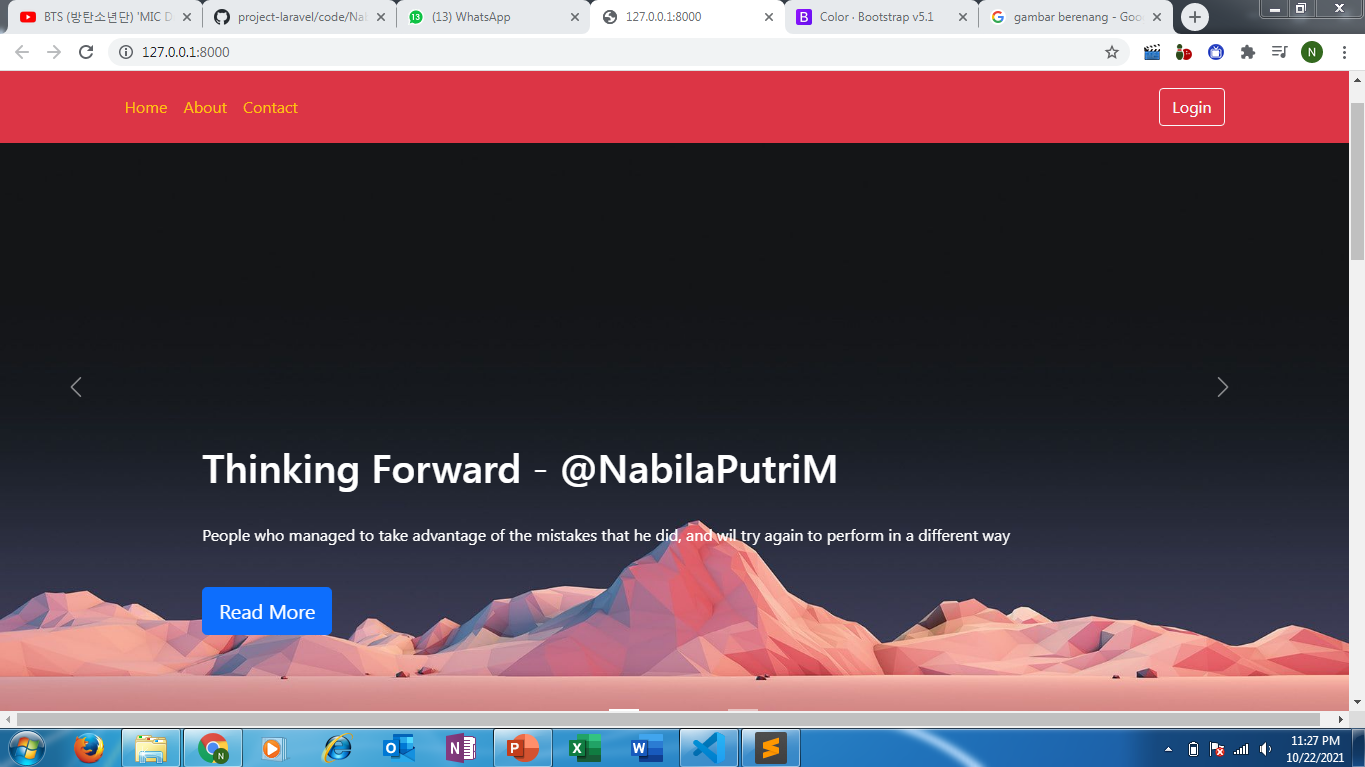 BTS (방탄소년단) 'MIC D
project-laravel/code/Nab
(13) WhatsApp
127.0.0.1:8000
Color · Bootstrap v5.1
gambar berenang - Goo
127.0.0.1:8000
N
Home About Contact
Login
Thinking Forward - @NabilaPutriM
People who managed to take advantage of the mistakes that he did, and wil try again to perform in a different way
Read More
11:27 PM
10/22/2021